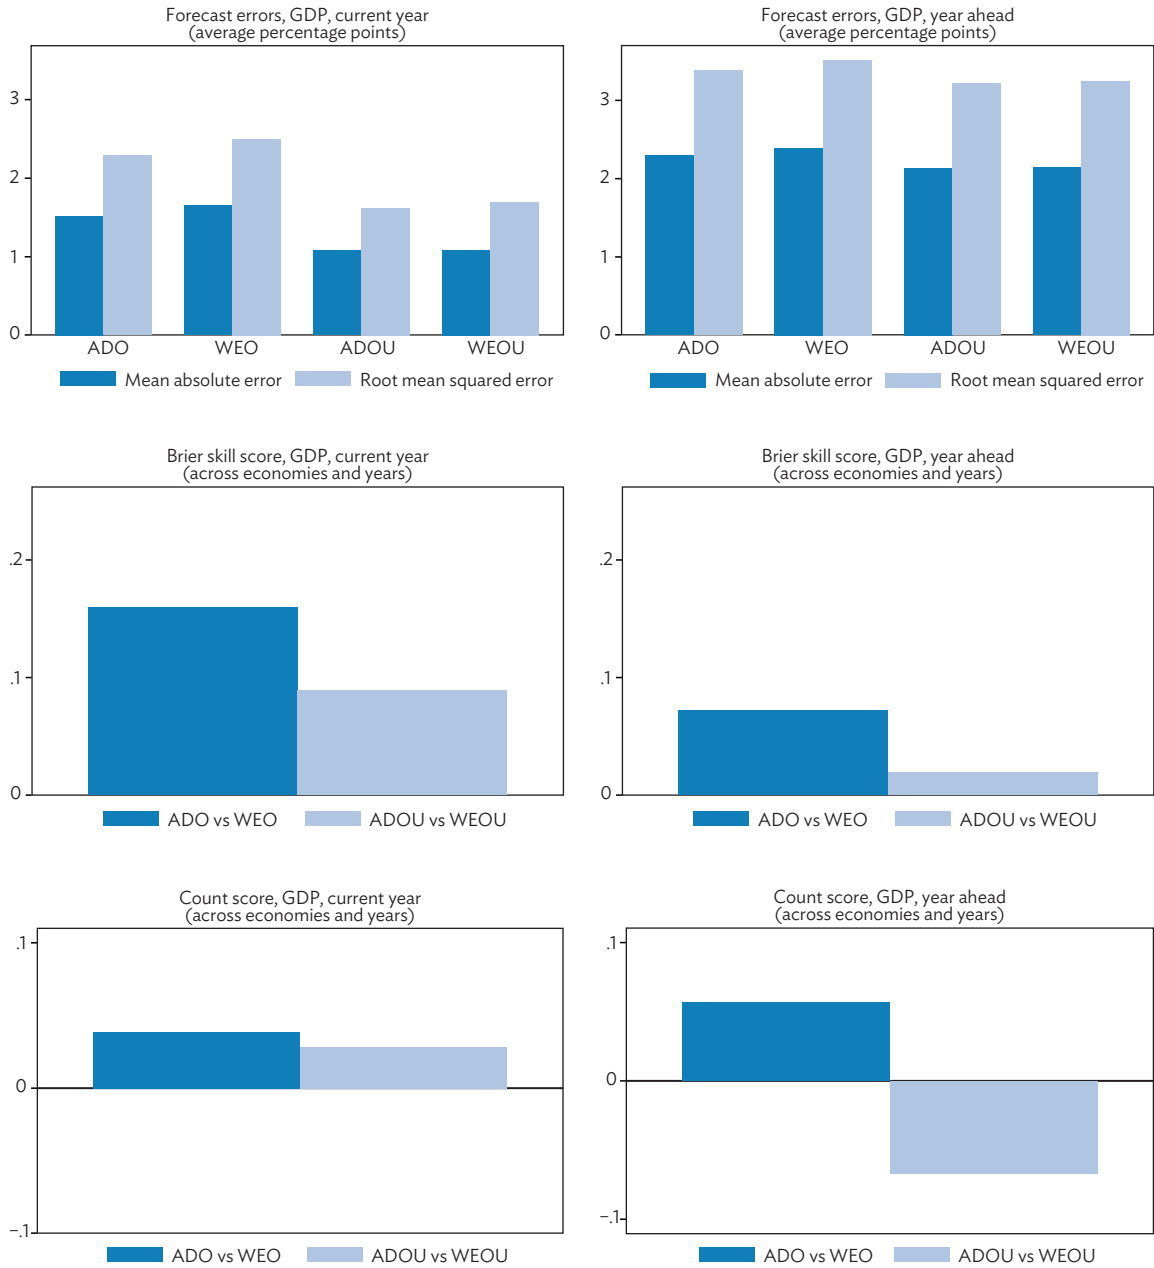 Forecast errors, GDP, current year
(average percentage points)
3
2
1
0
ADO WEO ADOU WEOU
Mean absolute error Root mean squared error
Forecast errors, GDP, year ahead
(average percentage points)
3
2
1
0
ADO WEO ADOU WEOU
Mean absolute error Root mean squared error
Brier skill score, GDP, current year
(across economies and years)
.2
.1
0
ADO vs WEO ADOU vs WEOU
Brier skill score, GDP, year ahead
(across economies and years)
.2
.1
0
ADO vs WEO ADOU vs WEOU
Count score, GDP, current year
(across economies and years)
.1
0
−.1
ADO vs WEO ADOU vs WEOU
Count score, GDP, year ahead
(across economies and years)
.1
0
−.1
ADO vs WEO ADOU vs WEOU